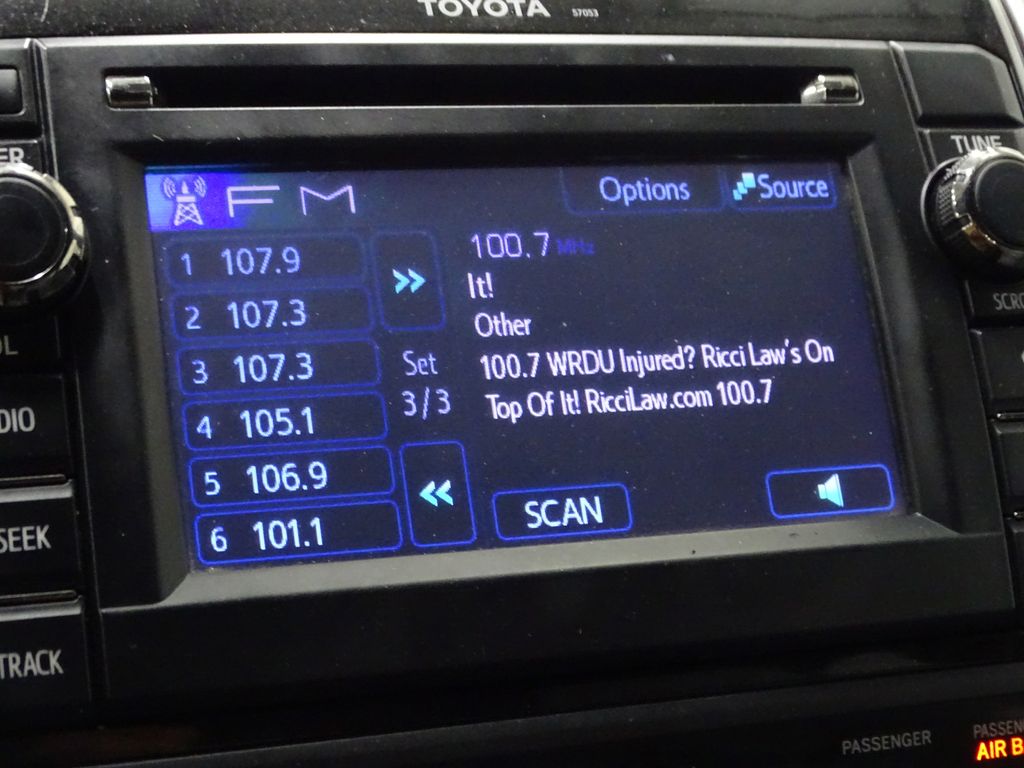 TOYOTA 57053
TUNE
FM
Options
Source
1 107.9
2 107.3
3 107.3
4 105.1
5 106.9
6 101.1
>>
Set
3/3
<<
100.7 MHz
It!
Other
100.7 WRDU Injured? Ricci Law's On
Top Of It! RicciLaw.com 100.7
SCAN
SEEK
TRACK
PASSENGER
AIR B